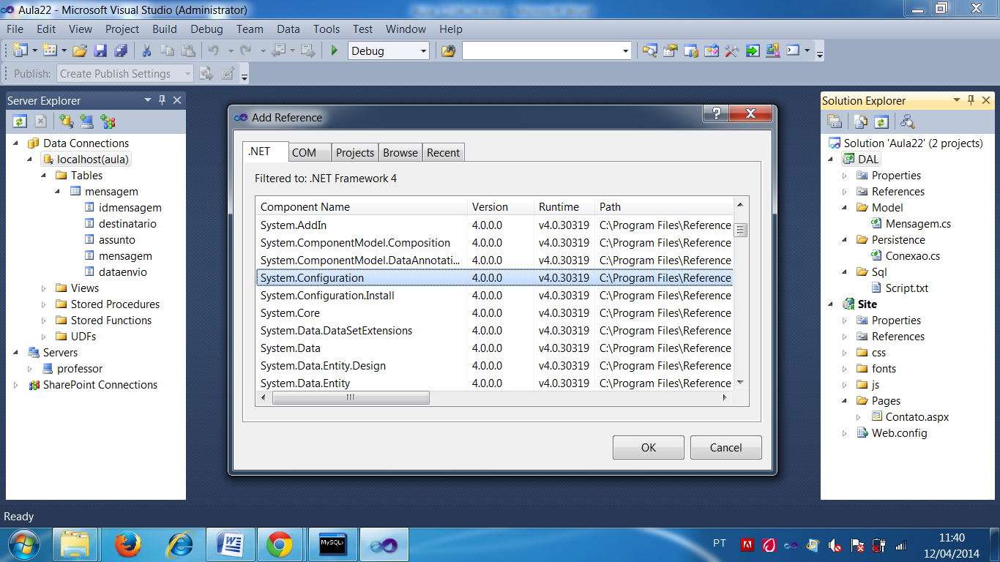 Aula22 - Microsoft Visual Studio (Administrator)
File Edit View Project Build Debug Team Data Tools Test Window Help
Debug
Publish: Create Publish Settings
Server Explorer
Data Connections
localhost(aula)
Tables
mensagem
idmensagem
destinatario
assunto
mensagem
dataenvio
Views
Stored Procedures
Stored Functions
UDFs
Servers
professor
SharePoint Connections
Add Reference
.NET COM Projects Browse Recent
Filtered to: .NET Framework 4
Component Name Version Runtime Path
System.AddIn 4.0.0.0 v4.0.30319 C:\Program Files\Reference
System.ComponentModel.Composition 4.0.0.0 v4.0.30319 C:\Program Files\Reference
System.ComponentModel.DataAnnotati... 4.0.0.0 v4.0.30319 C:\Program Files\Reference
System.Configuration 4.0.0.0 v4.0.30319 C:\Program Files\Reference
System.Configuration.Install 4.0.0.0 v4.0.30319 C:\Program Files\Reference
System.Core 4.0.0.0 v4.0.30319 C:\Program Files\Reference
System.Data.DataSetExtensions 4.0.0.0 v4.0.30319 C:\Program Files\Reference
System.Data 4.0.0.0 v4.0.30319 C:\Program Files\Reference
System.Data.Entity.Design 4.0.0.0 v4.0.30319 C:\Program Files\Reference
System.Data.Entity 4.0.0.0 v4.0.30319 C:\Program Files\Reference
OK Cancel
Solution Explorer
Solution 'Aula22' (2 projects)
DAL
Properties
References
Model
Mensagem.cs
Persistence
Conexao.cs
Sql
Script.txt
Site
Properties
References
css
fonts
js
Pages
Contato.aspx
Web.config
Ready
MySQL>
PT
11:40
12/04/2014